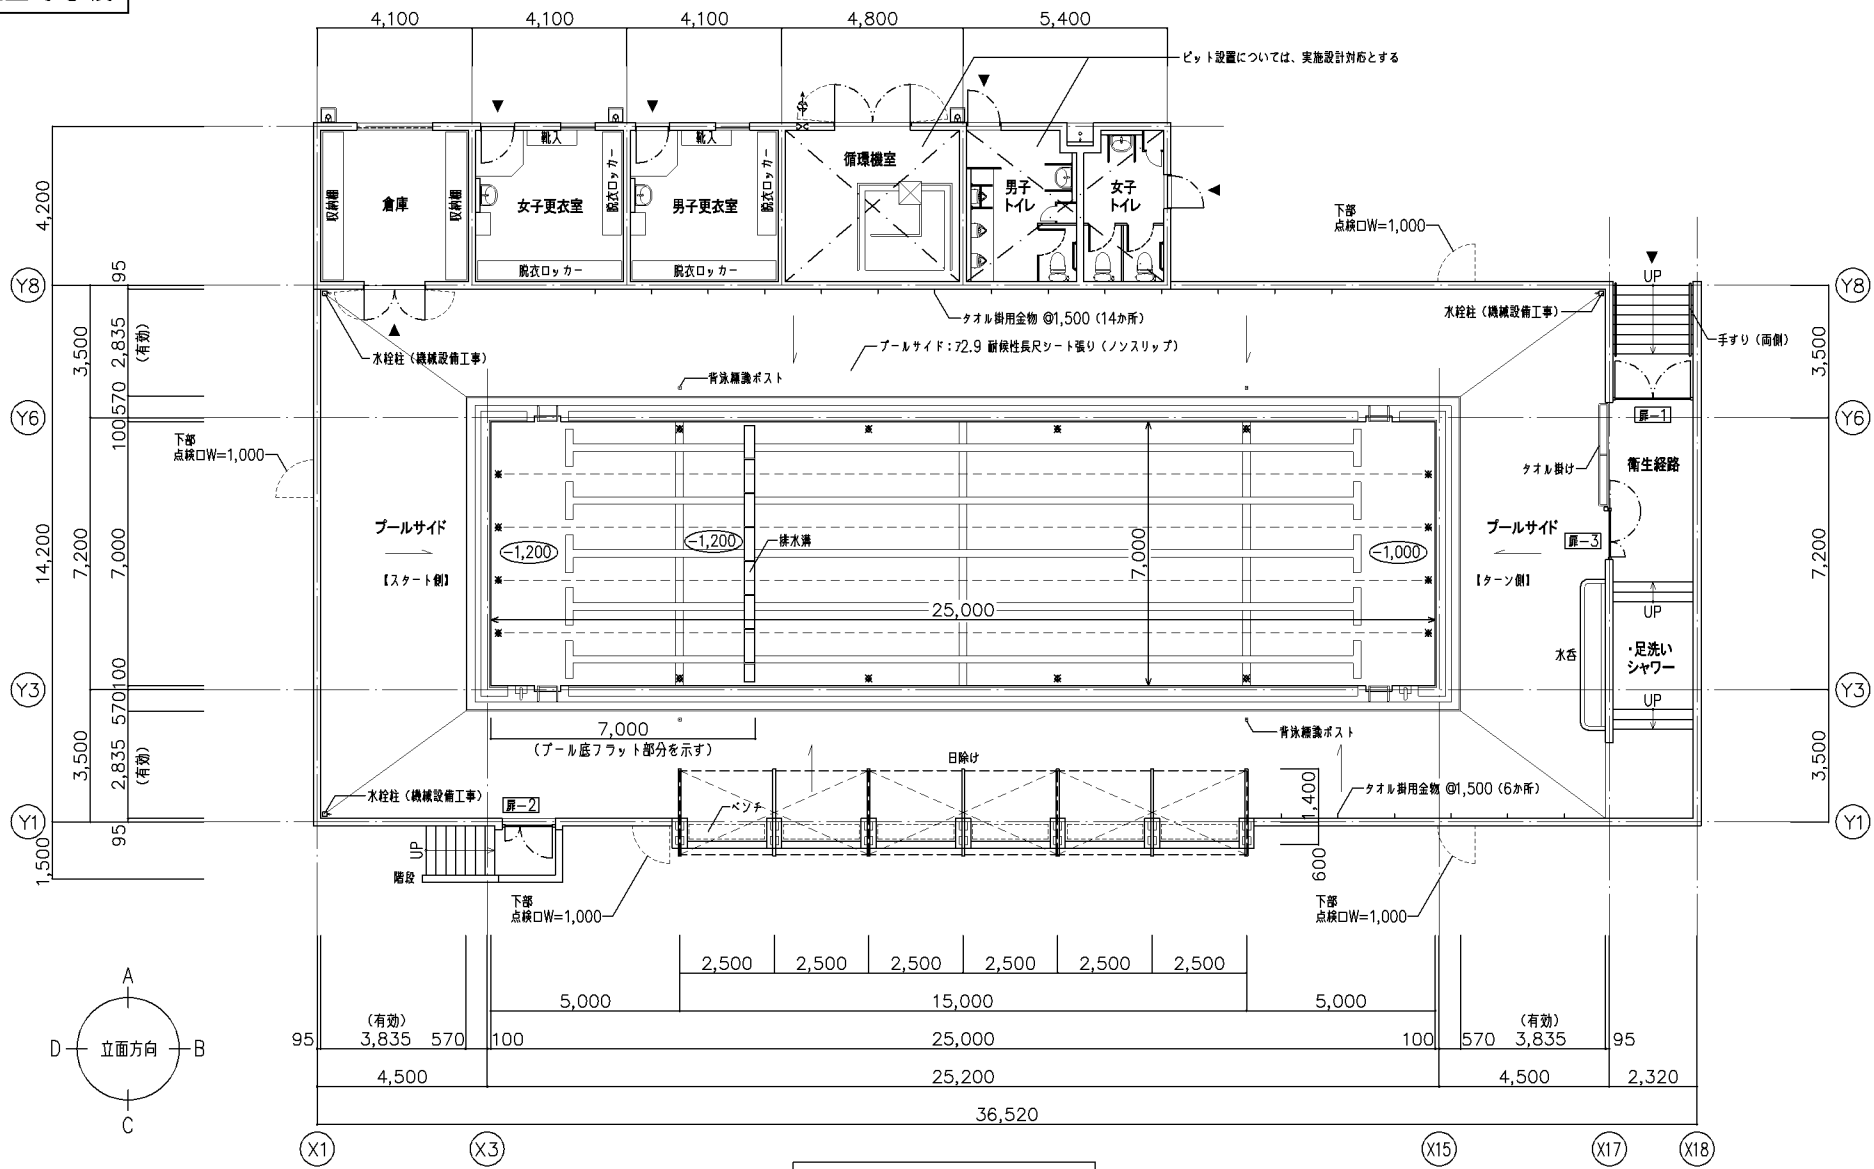 4,100
4,100
4,100
4,800
5,400
ピット設置については、実施設計対応とする
靴入
靴入
収納棚
倉庫
収納棚
女子更衣室
脱衣ロッカー
脱衣ロッカー
男子更衣室
脱衣ロッカー
脱衣ロッカー
循環機室
男子
トイレ
女子
トイレ
下部
点検口W=1,000
UP
4,200
95
Y8
Y8
タオル掛用金物 @1,500 (14か所)
水栓柱 (機械設備工事)
水栓柱 (機械設備工事)
手すり (両側)
プールサイド:ァ2.9 耐候性長尺シート張り (ノンスリップ)
背泳標識ポスト
3,500
2,835
(有効)
570
3,500
Y6
100
Y6
扉-1
下部
点検口W=1,000
タオル掛け
衛生経路
プールサイド
【スタート側】
-1,200
-1,200
排水溝
7,000
-1,000
プールサイド
【ターン側】
扉-3
14,200
7,200
7,000
7,200
25,000
UP
水呑
・足洗い
シャワー
UP
Y3
100
570
Y3
7,000
(プール底フラット部分を示す)
背泳標識ポスト
日除け
3,500
2,835
(有効)
3,500
水栓柱 (機械設備工事)
扉-2
ベンチ
1,400
タオル掛用金物 @1,500 (6か所)
Y1
95
Y1
1,500
UP
階段
600
下部
点検口W=1,000
下部
点検口W=1,000
2,500
2,500
2,500
2,500
2,500
2,500
5,000
15,000
5,000
95
(有効)
3,835
570
100
25,000
100
570
(有効)
3,835
95
4,500
25,200
4,500
2,320
36,520
A
D
立面方向
B
C
X1
X3
X15
X17
X18